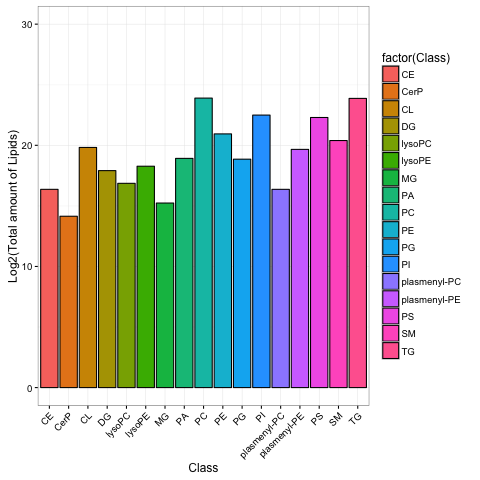 30
20
10
0
Log2(Total amount of Lipids)
CE
CerP
CL
DG
lysoPC
lysoPE
MG
PA
PC
PE
PG
PI
plasmenyl-PC
plasmenyl-PE
PS
SM
TG
Class
factor(Class)
CE
CerP
CL
DG
lysoPC
lysoPE
MG
PA
PC
PE
PG
PI
plasmenyl-PC
plasmenyl-PE
PS
SM
TG